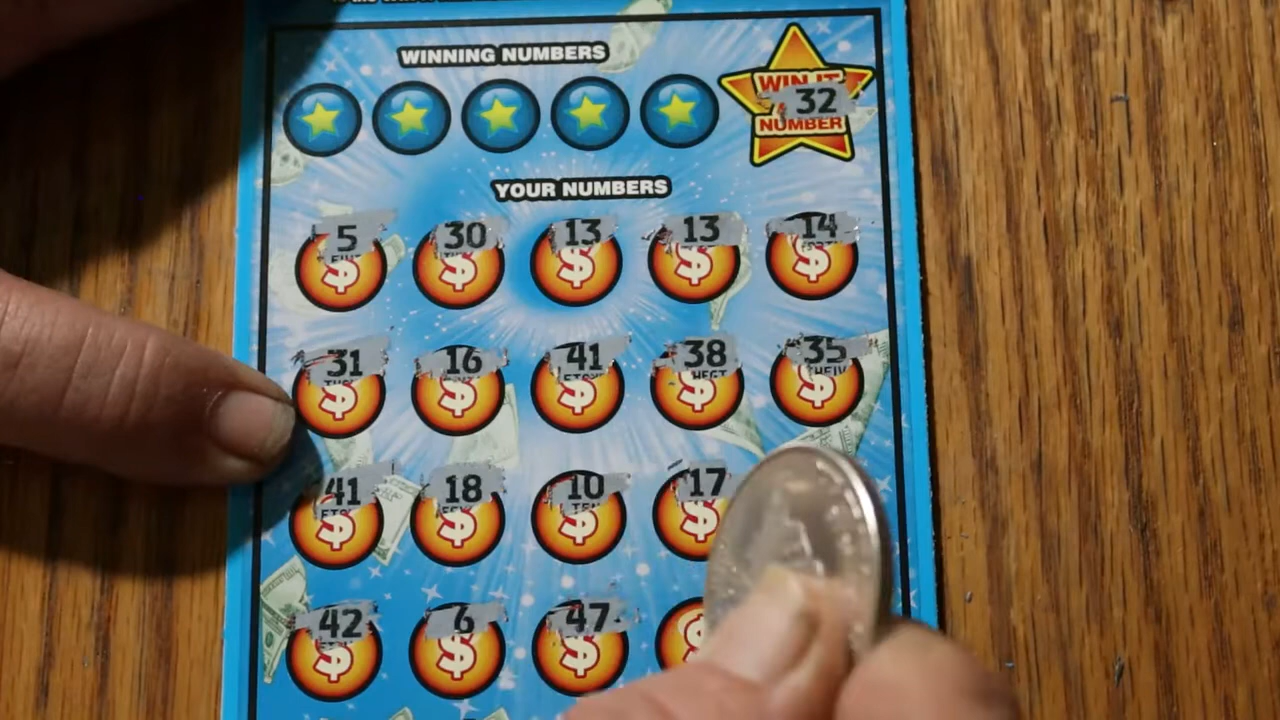 WINNING NUMBERS
WIN IT
32
NUMBER
YOUR NUMBERS
5 30 13 13 14
31 16 41 38 35
41 18 10 17
42 6 47